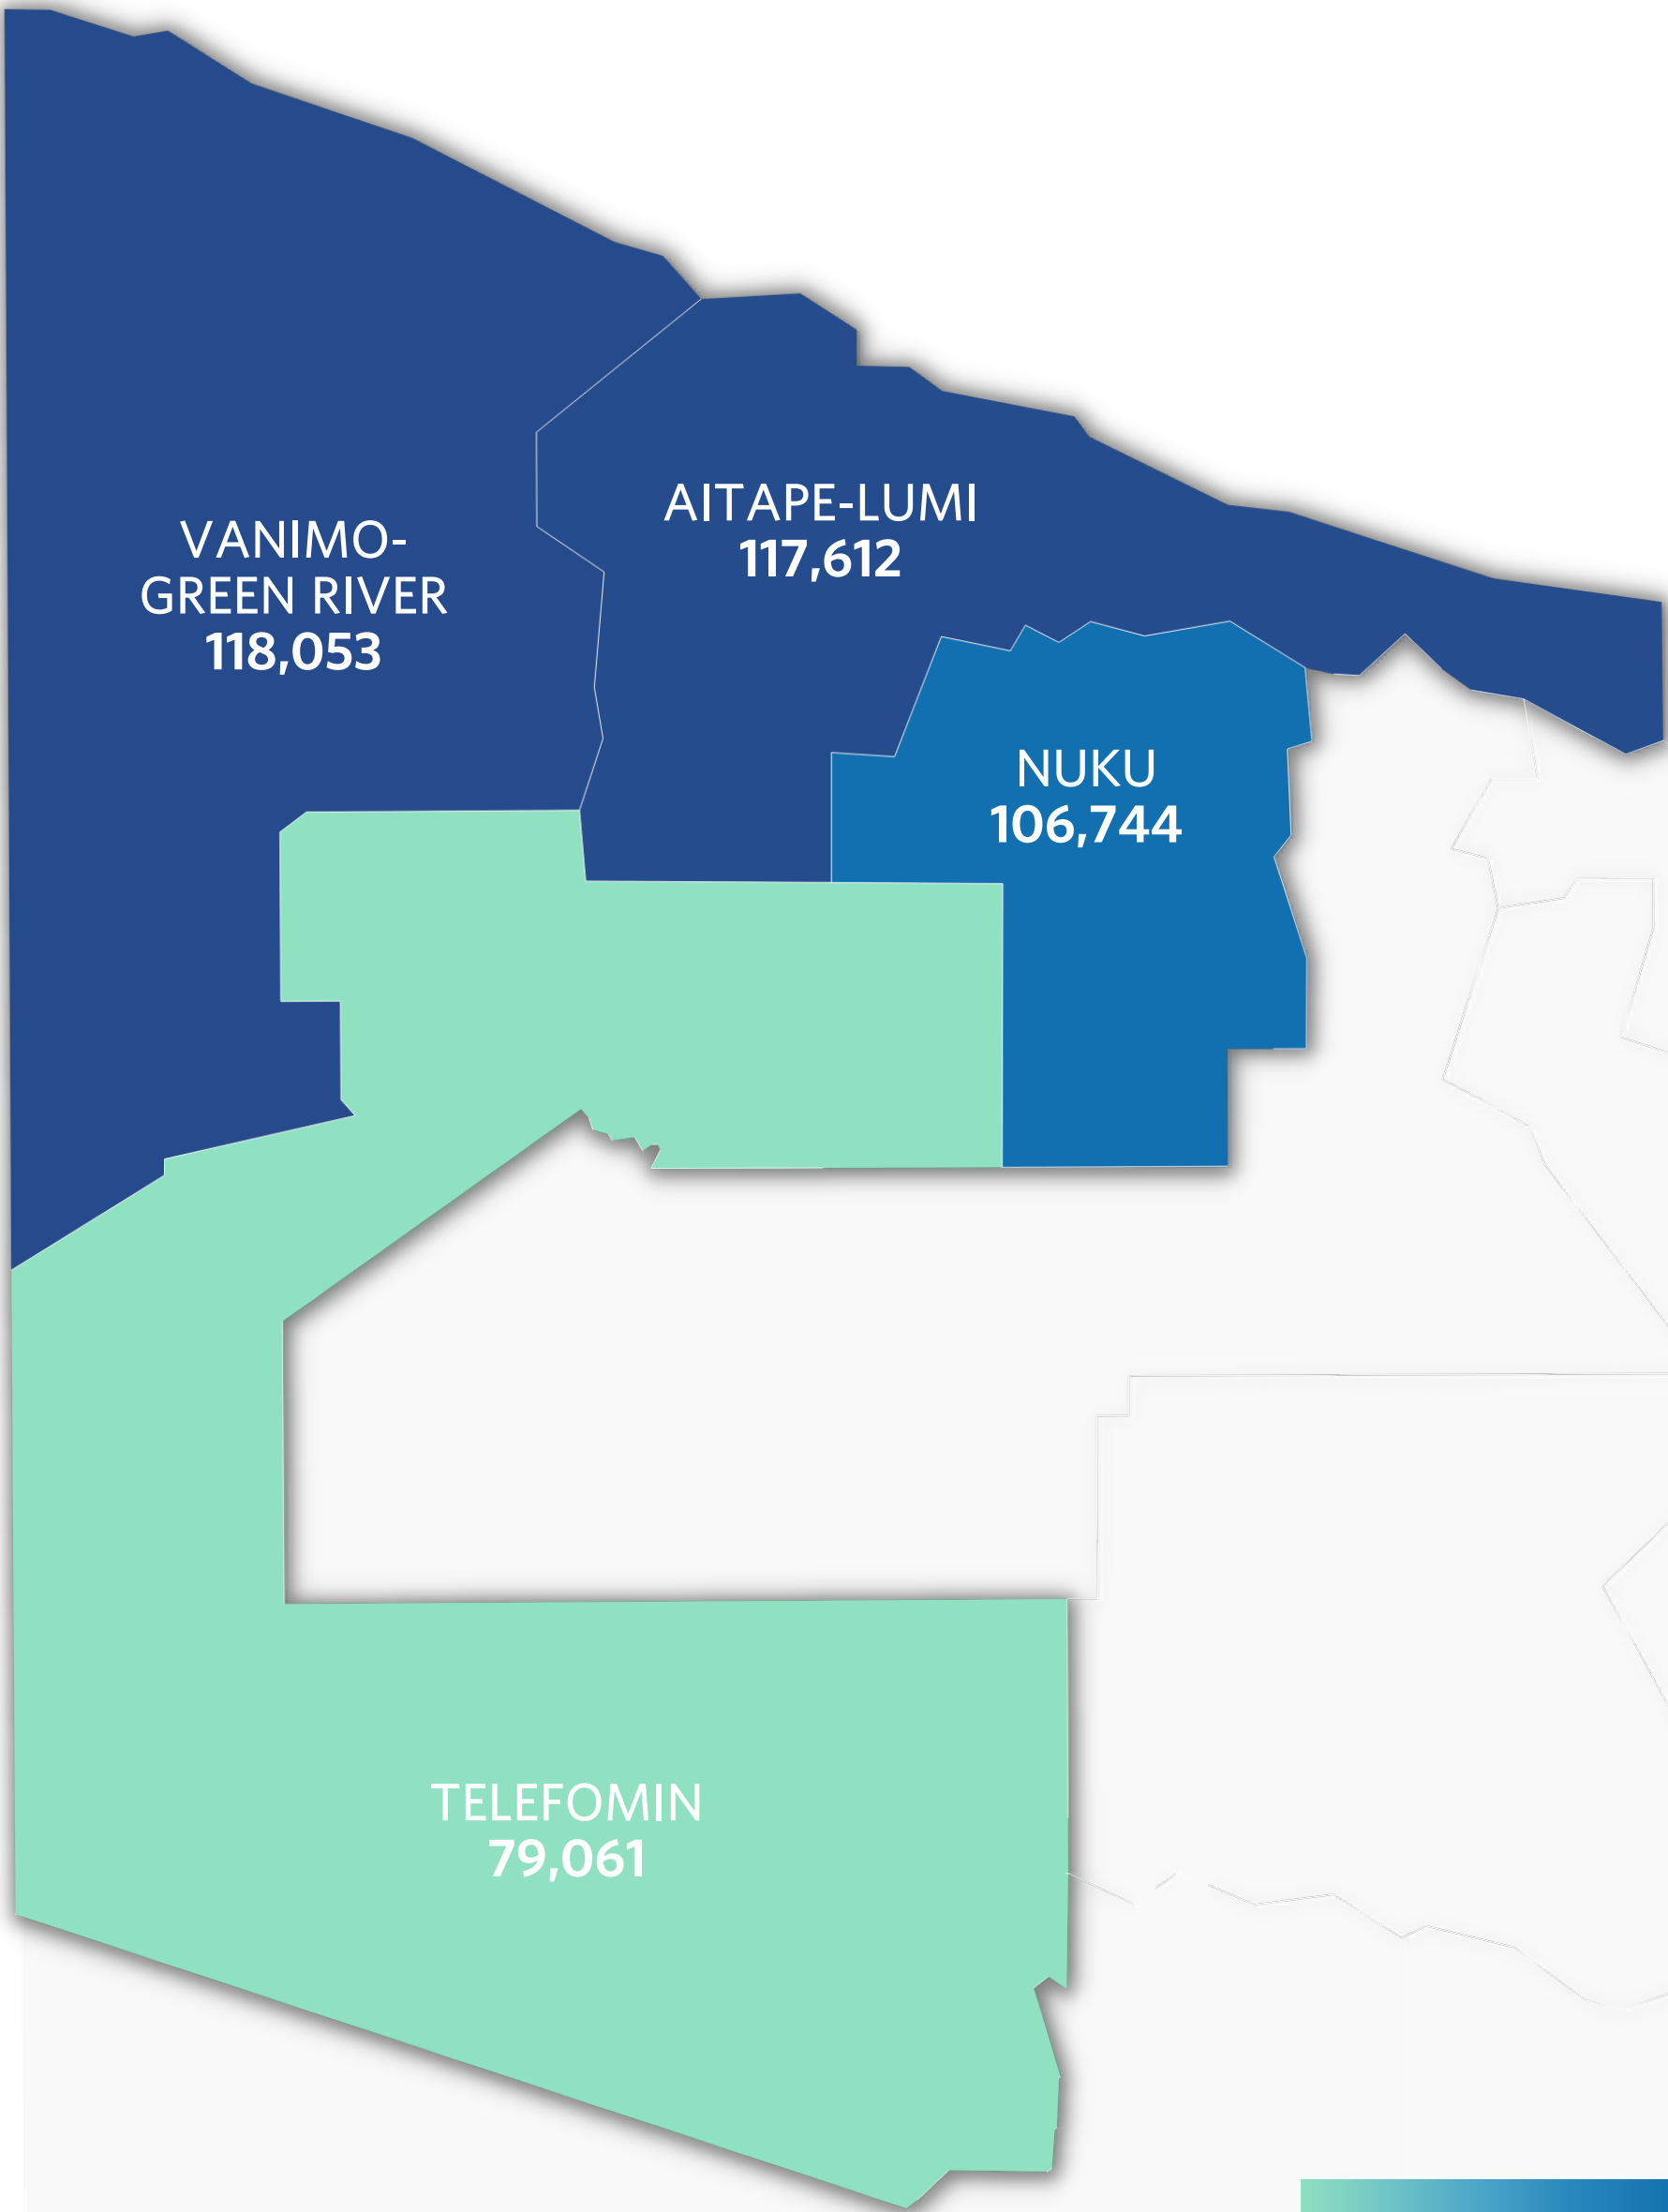 VANIMO-
GREEN RIVER
118,053
AITAPE-LUMI
117,612
NUKU
106,744
TELEFOMIN
79,061